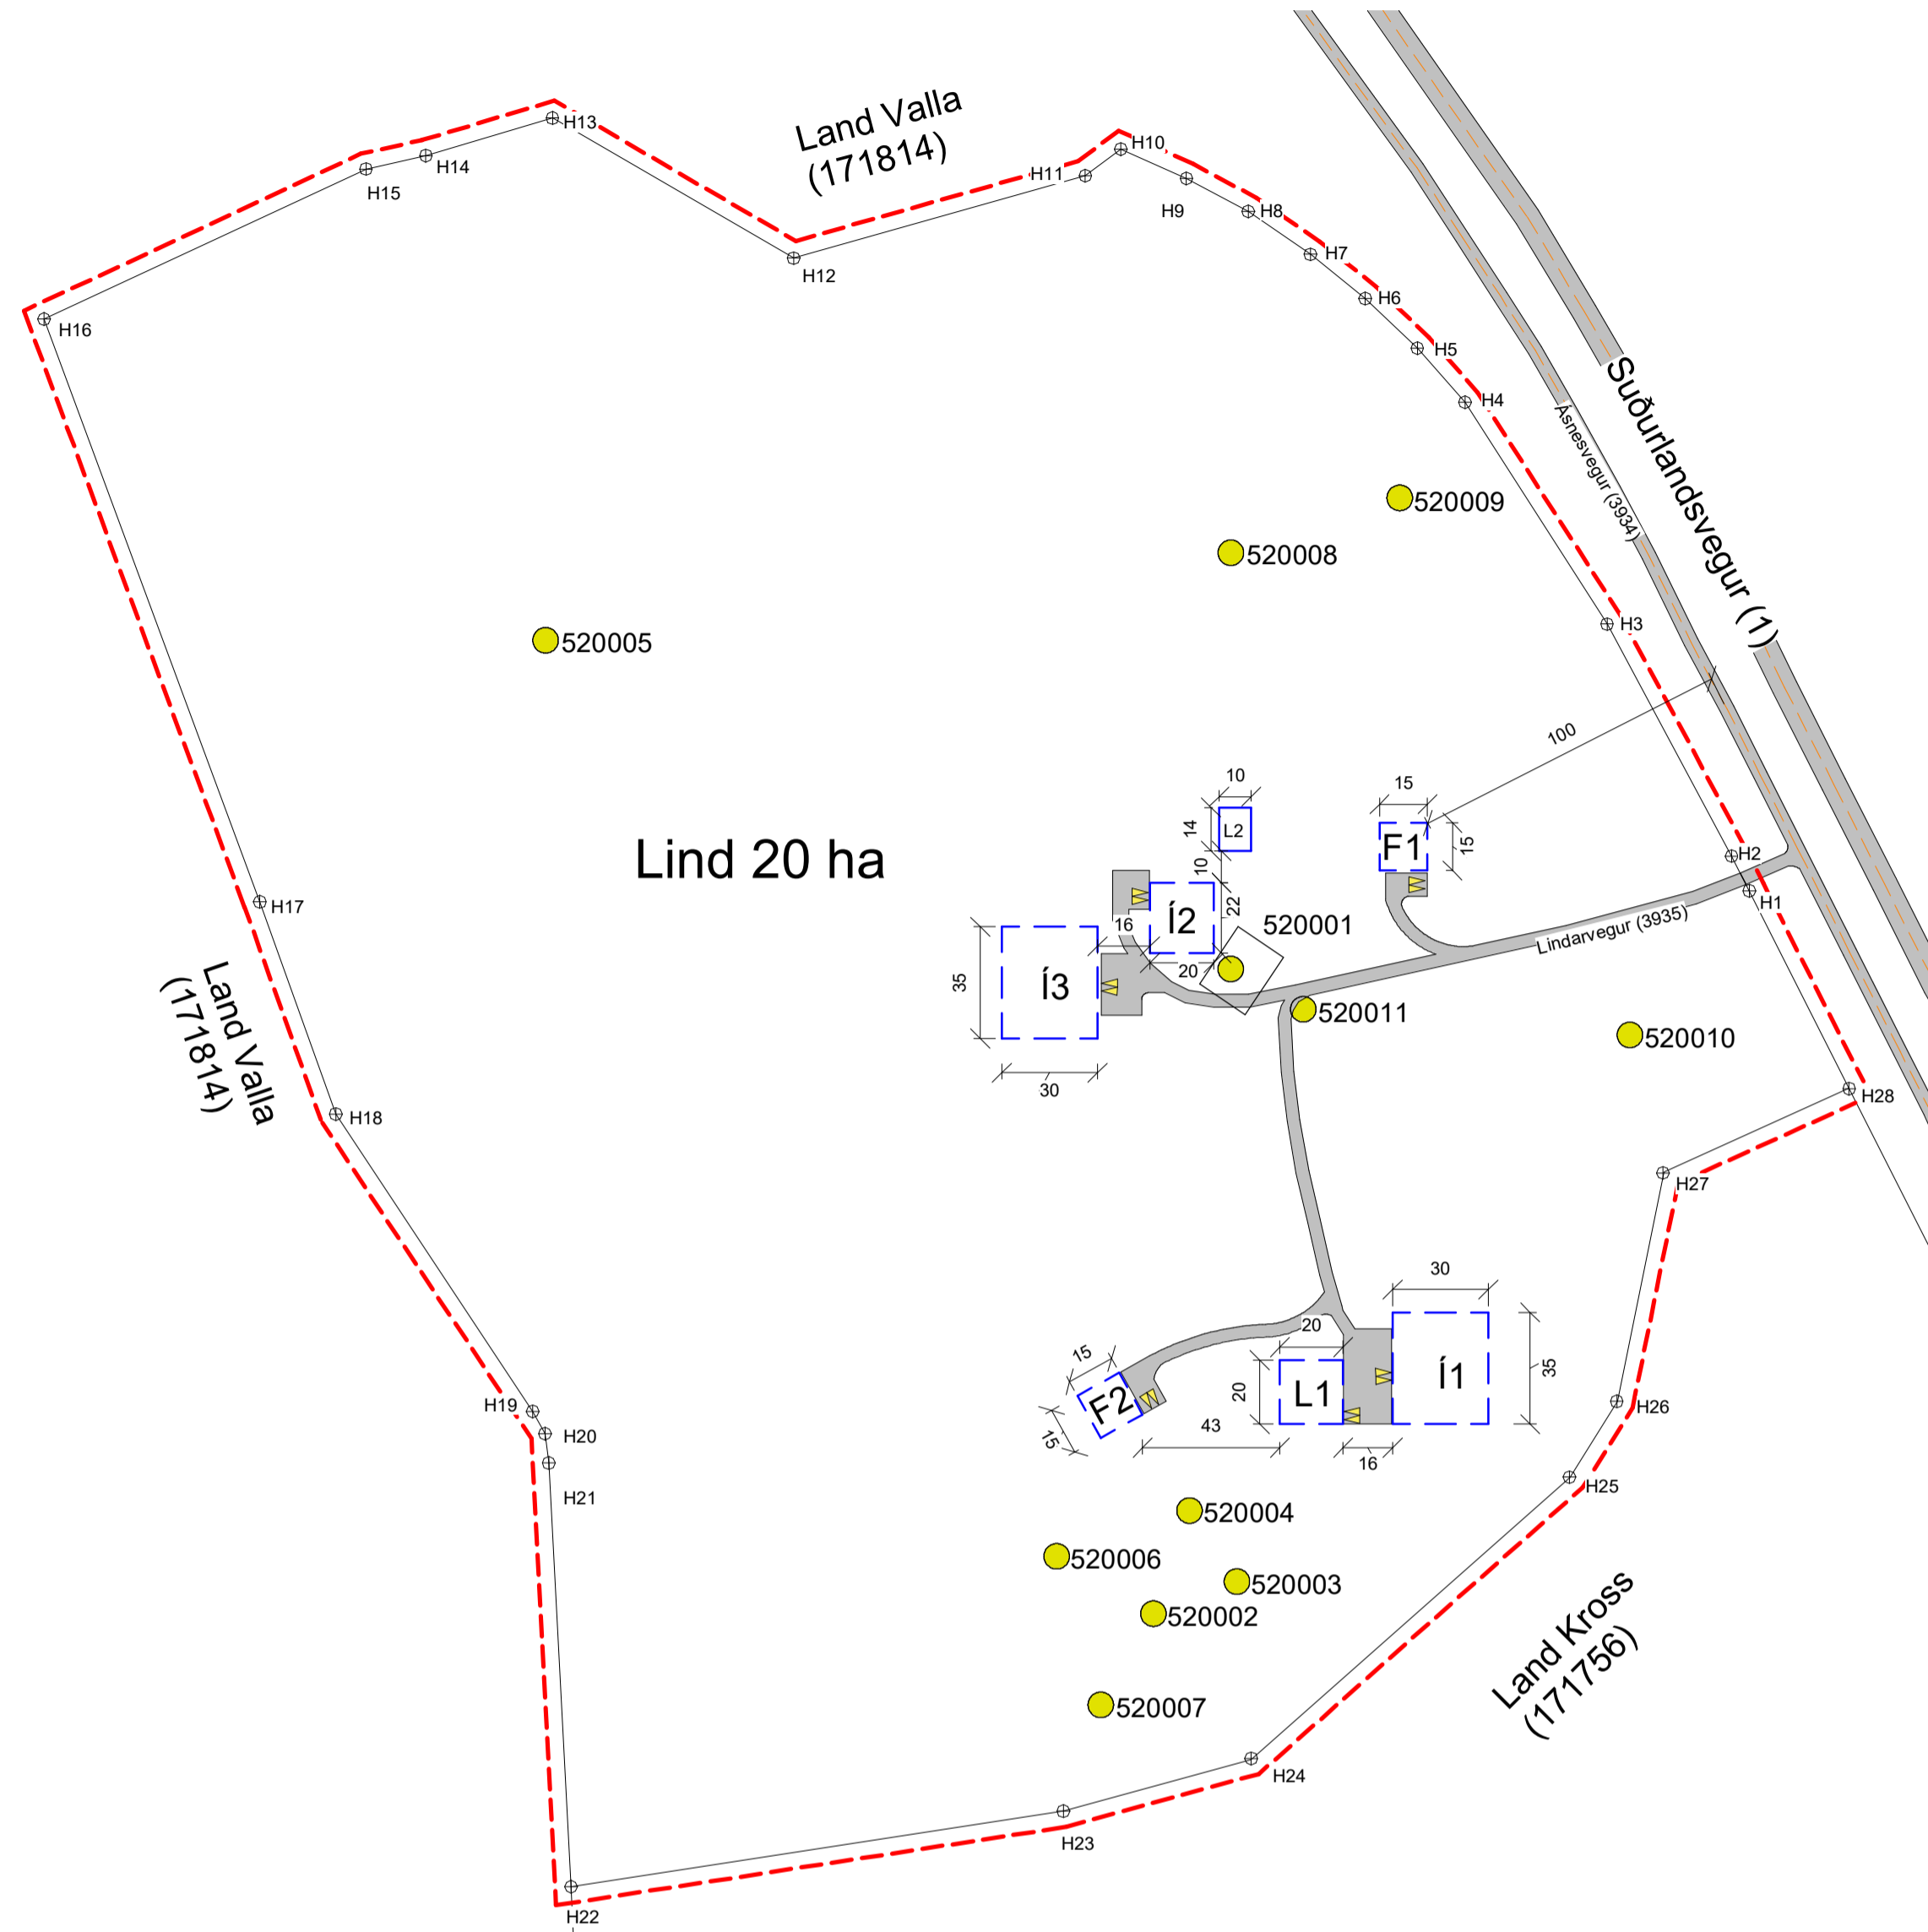 Land Valla
(171814)
H13
H14
H15
H10
H11
H9
H8
H12
H7
H6
H16
H5
H4
Suðurlandsvegur (1)
Ásnesvegur (3934)
520009
520008
H3
520005
100
10
15
14
L2
F1
15
H2
Lind 20 ha
10
H1
H17
Í2
22
16
520001
Lindarvegur (3935)
20
35
Í3
Land Valla
(171814)
520011
520010
30
H28
H18
H27
30
20
15
35
Í1
L1
20
F2
H19
H26
15
43
H20
16
H25
H21
520004
520006
520003
520002
Land Kross
(171756)
520007
H24
H23
H22